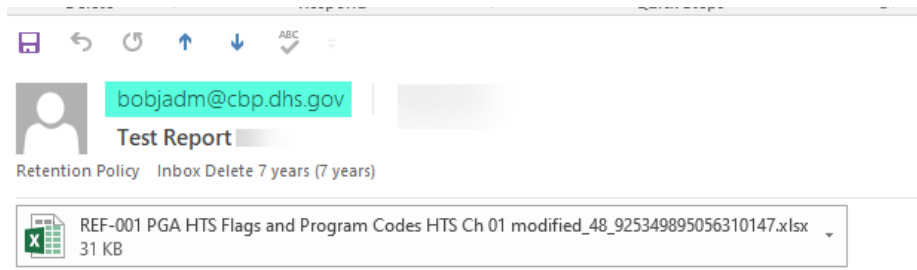 ABC
bobjadm@cbp.dhs.gov
Test Report
Retention Policy Inbox Delete 7 years (7 years)
REF-001 PGA HTS Flags and Program Codes HTS Ch 01 modified_48_925349895056310147.xlsx
31 KB